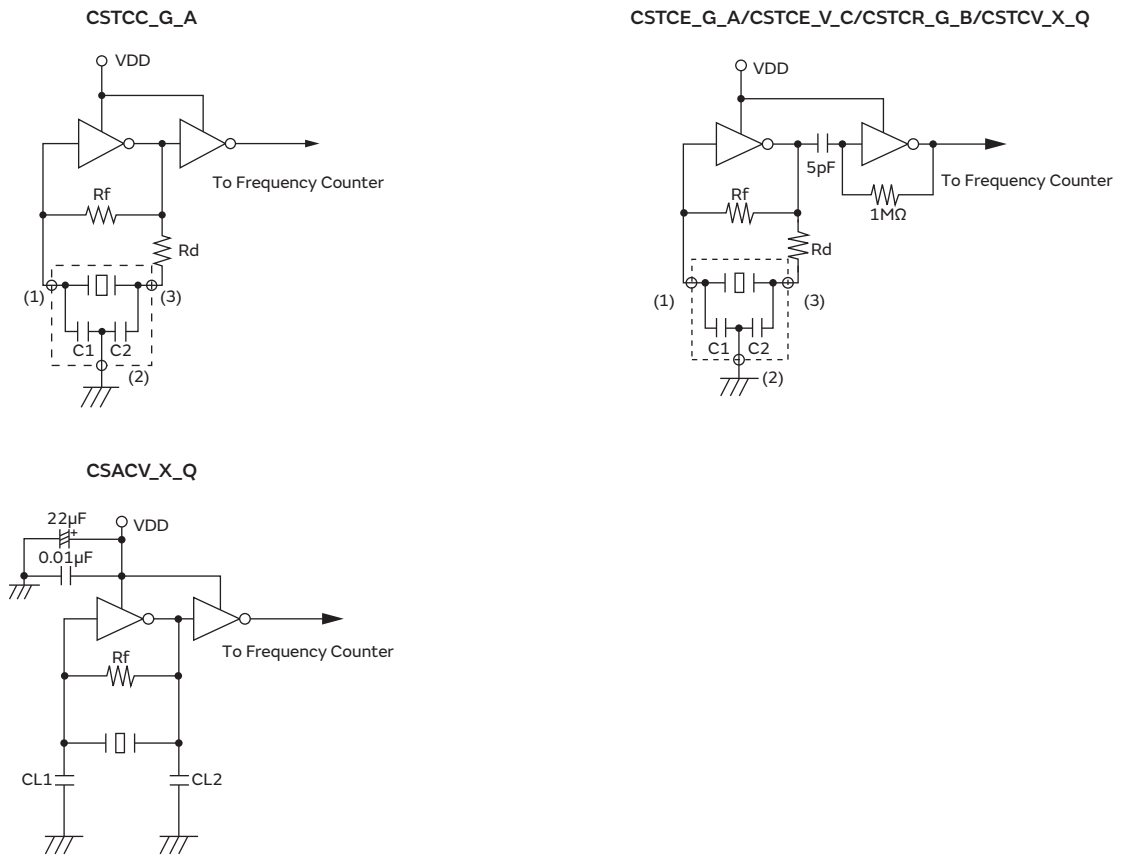 CSTCC_G_A
VDD
To Frequency Counter
Rf
Rd
(1)
(3)
C1 C2
(2)
CSTCE_G_A/CSTCE_V_C/CSTCR_G_B/CSTCV_X_Q
VDD
5pF
To Frequency Counter
Rf
1MΩ
Rd
(1)
(3)
C1 C2
(2)
CSACV_X_Q
22μF
+
VDD
0.01μF
To Frequency Counter
Rf
CL1
CL2